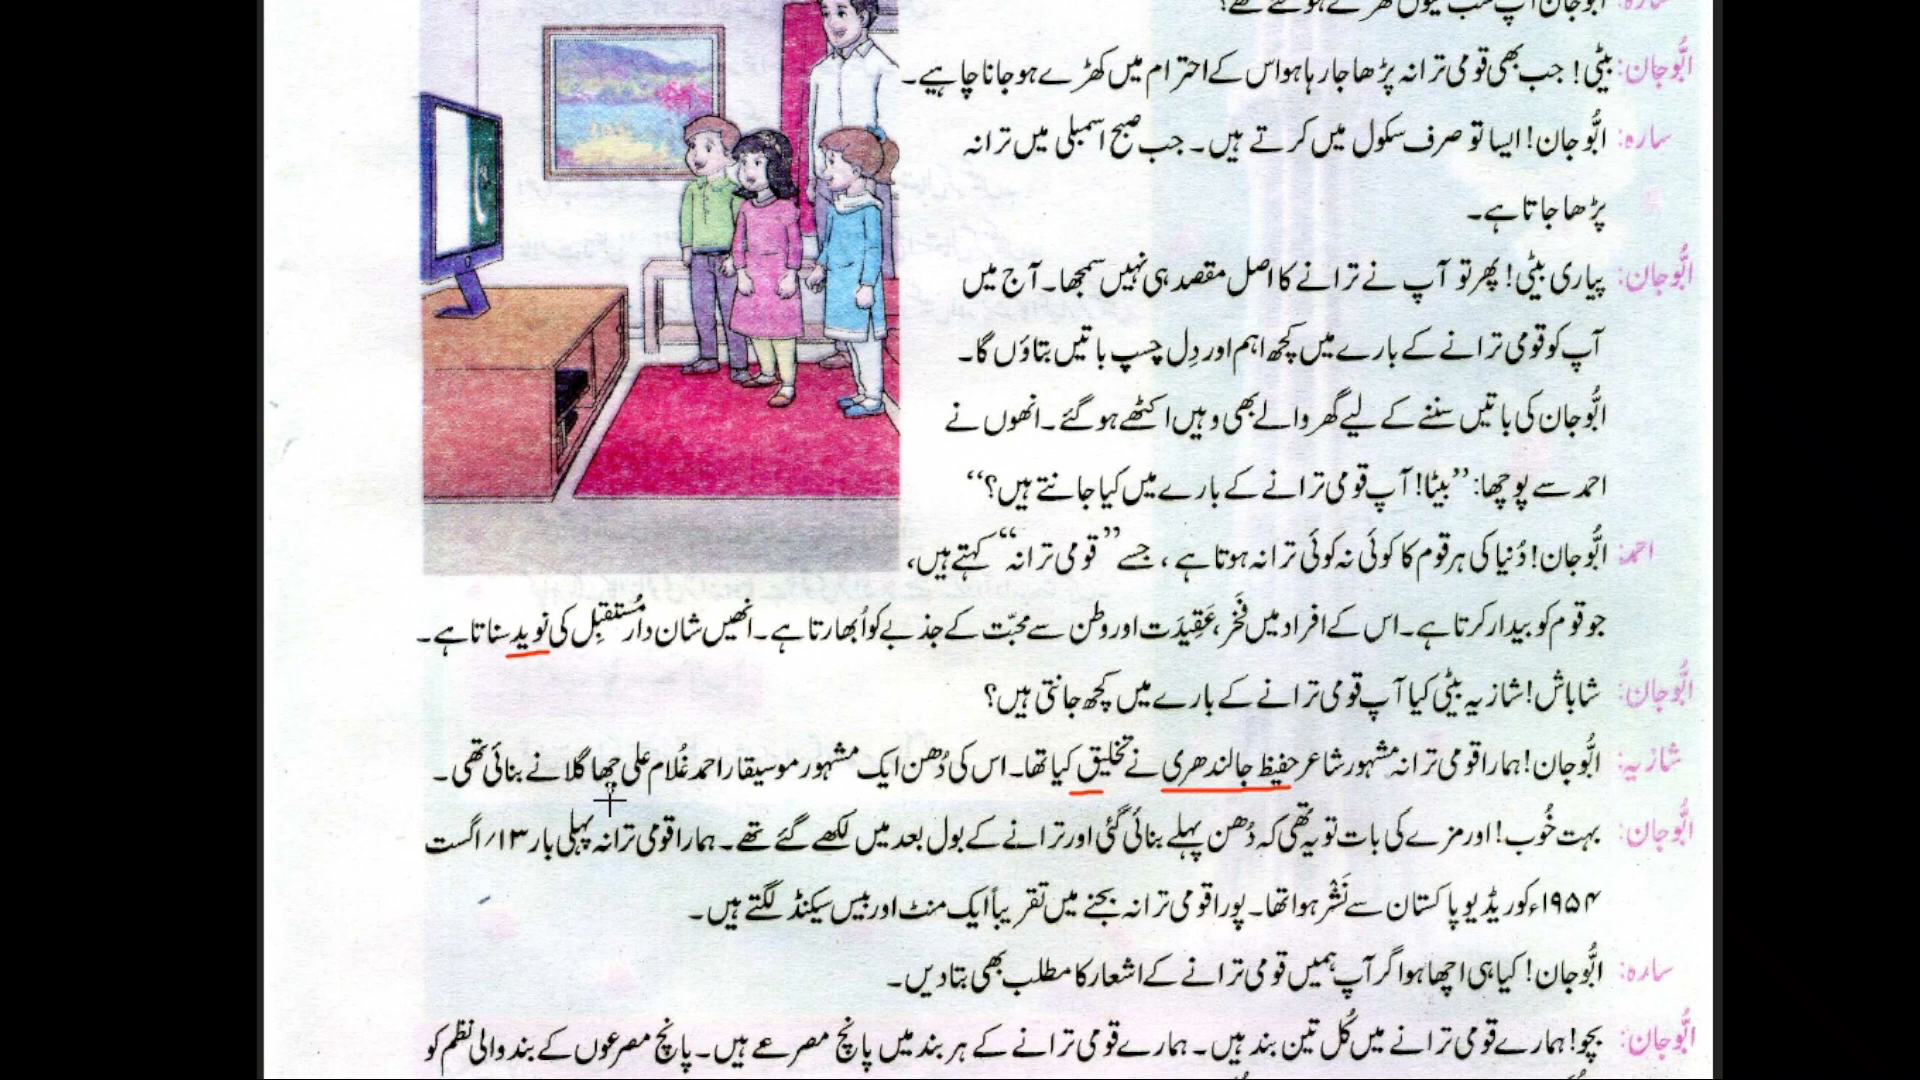 سارہ: ابُّو جان! آپ سب کیوں کھڑے ہو گئے تھے؟
ابُّو جان: بیٹی! جب بھی قومی ترانہ پڑھا جا رہا ہو اس کے احترام میں کھڑے ہو جانا چاہیے۔
سارہ: ابُّو جان! ایسا تو صرف سکول میں کرتے ہیں۔ جب صبح اسمبلی میں ترانہ
پڑھا جاتا ہے۔
ابُّو جان: پیاری بیٹی! پھر تو آپ نے ترانے کا اصل مقصد ہی نہیں سمجھا۔ آج میں
آپ کو قومی ترانے کے بارے میں کچھ اہم اور دِل چسپ باتیں بتاؤں گا۔
ابُّو جان کی باتیں سننے کے لیے گھر والے بھی وہیں اکٹھے ہو گئے۔ انھوں نے
احمد سے پوچھا: ”بیٹا! آپ قومی ترانے کے بارے میں کیا جانتے ہیں؟“
احمد: ابُّو جان! دُنیا کی ہر قوم کا کوئی نہ کوئی ترانہ ہوتا ہے، جسے ”قومی ترانہ“ کہتے ہیں،
جو قوم کو بیدار کرتا ہے۔ اس کے افراد میں فَخْر، عَقِیدَت اور وطن سے محبّت کے جذبے کو اُبھارتا ہے۔ انھیں شان دار مُستقبِل کی نوید سناتا ہے۔
ابُّو جان: شاباش! شازیہ بیٹی کیا آپ قومی ترانے کے بارے میں کچھ جانتی ہیں؟
شازیہ: ابُّو جان! ہمارا قومی ترانہ مشہور شاعر حفیظ جالندھری نے تخلیق کیا تھا۔ اس کی دُھن ایک مشہور موسیقار احمد غُلام علی چھاگلا نے بنائی تھی۔
ابُّو جان: بہت خُوب! اور مزے کی بات تو یہ تھی کہ دُھن پہلے بنائی گئی اور ترانے کے بول بعد میں لکھے گئے تھے۔ ہمارا قومی ترانہ پہلی بار ۱۳/ اگست
۱۹۵۴ء کو ریڈیو پاکستان سے نَشْر ہوا تھا۔ پورا قومی ترانہ بجنے میں تقریباً ایک منٹ اور بیس سیکنڈ لگتے ہیں۔
سارہ: ابُّو جان! کیا ہی اچھا ہو اگر آپ ہمیں قومی ترانے کے اشعار کا مطلب بھی بتا دیں۔
ابُّو جان: بچو! ہمارے قومی ترانے میں کُل تین بند ہیں۔ ہمارے قومی ترانے کے ہر بند میں پانچ مصرعے ہیں۔ پانچ مصرعوں کے بند والی نظم کو